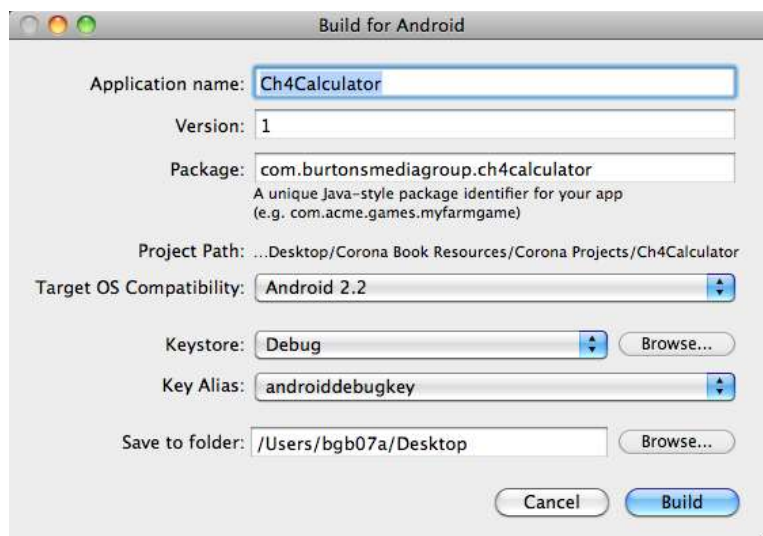 Build for Android
Application name: Ch4Calculator
Version: 1
Package: com.burtonsmediagroup.ch4calculator
A unique Java-style package identifier for your app
(e.g. com.acme.games.myfarmgame)
Project Path: ...Desktop/Corona Book Resources/Corona Projects/Ch4Calculator
Target OS Compatibility: Android 2.2
Keystore: Debug Browse...
Key Alias: androiddebugkey
Save to folder: /Users/bgb07a/Desktop Browse...
Cancel Build